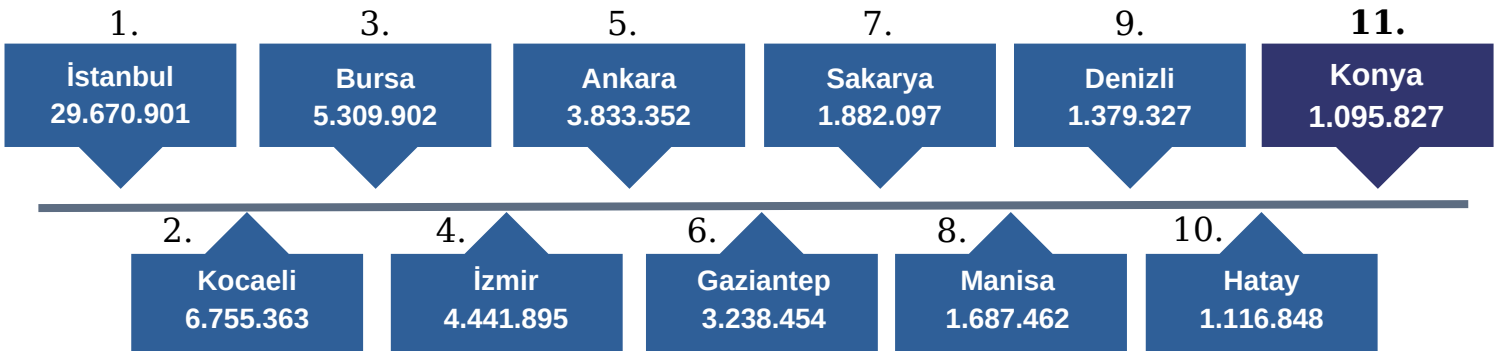 1.
İstanbul
29.670.901
2.
Kocaeli
6.755.363
3.
Bursa
5.309.902
4.
İzmir
4.441.895
5.
Ankara
3.833.352
6.
Gaziantep
3.238.454
7.
Sakarya
1.882.097
8.
Manisa
1.687.462
9.
Denizli
1.379.327
10.
Hatay
1.116.848
11.
Konya
1.095.827